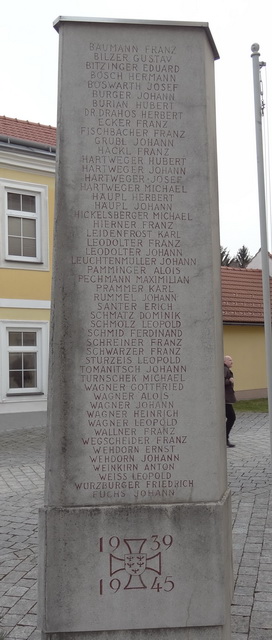 BAUMANN FRANZ
BILZER GUSTAV
BITZINGER EDUARD
BOSCH HERMANN
BOSWARTH JOSEF
BURGER JOHANN
BURIAN HUBERT
DR. DRAHOS HERBERT
ECKER FRANZ
FISCHBACHER FRANZ
GRUBL JOHANN
HACKL FRANZ
HARTWEGER HUBERT
HARTWEGER JOHANN
HARTWEGER JOSEF
HARTWEGER MICHAEL
HAUPL HERBERT
HAUPL JOHANN
HICKELSBERGER MICHAEL
HIERNER FRANZ
LEIDENFROST KARL
LEODOLTER FRANZ
LEODOLTER JOHANN
LEUCHTENMÜLLER JOHANN
PAMMINGER ALOIS
PECHMANN MAXIMILIAN
PRAMMER KARL
RUMMEL JOHANN
SANTER ERICH
SCHMATZ DOMINIK
SCHMÖLZ LEOPOLD
SCHMID FERDINAND
SCHREINER FRANZ
SCHWARZER FRANZ
STURZEIS LEOPOLD
TOMANITSCH JOHANN
TURNSCHEK MICHAEL
WAGNER GOTTFRIED
WAGNER ALOIS
WAGNER JOHANN
WAGNER HEINRICH
WAGNER LEOPOLD
WALLNER FRANZ
WEGSCHEIDER FRANZ
WEHDORN ERNST
WEHDORN JOHANN
WEINKIRN ANTON
WEISS LEOPOLD
WÜRZBURGER FRIEDRICH
FUCHS JOHANN
1939
1945